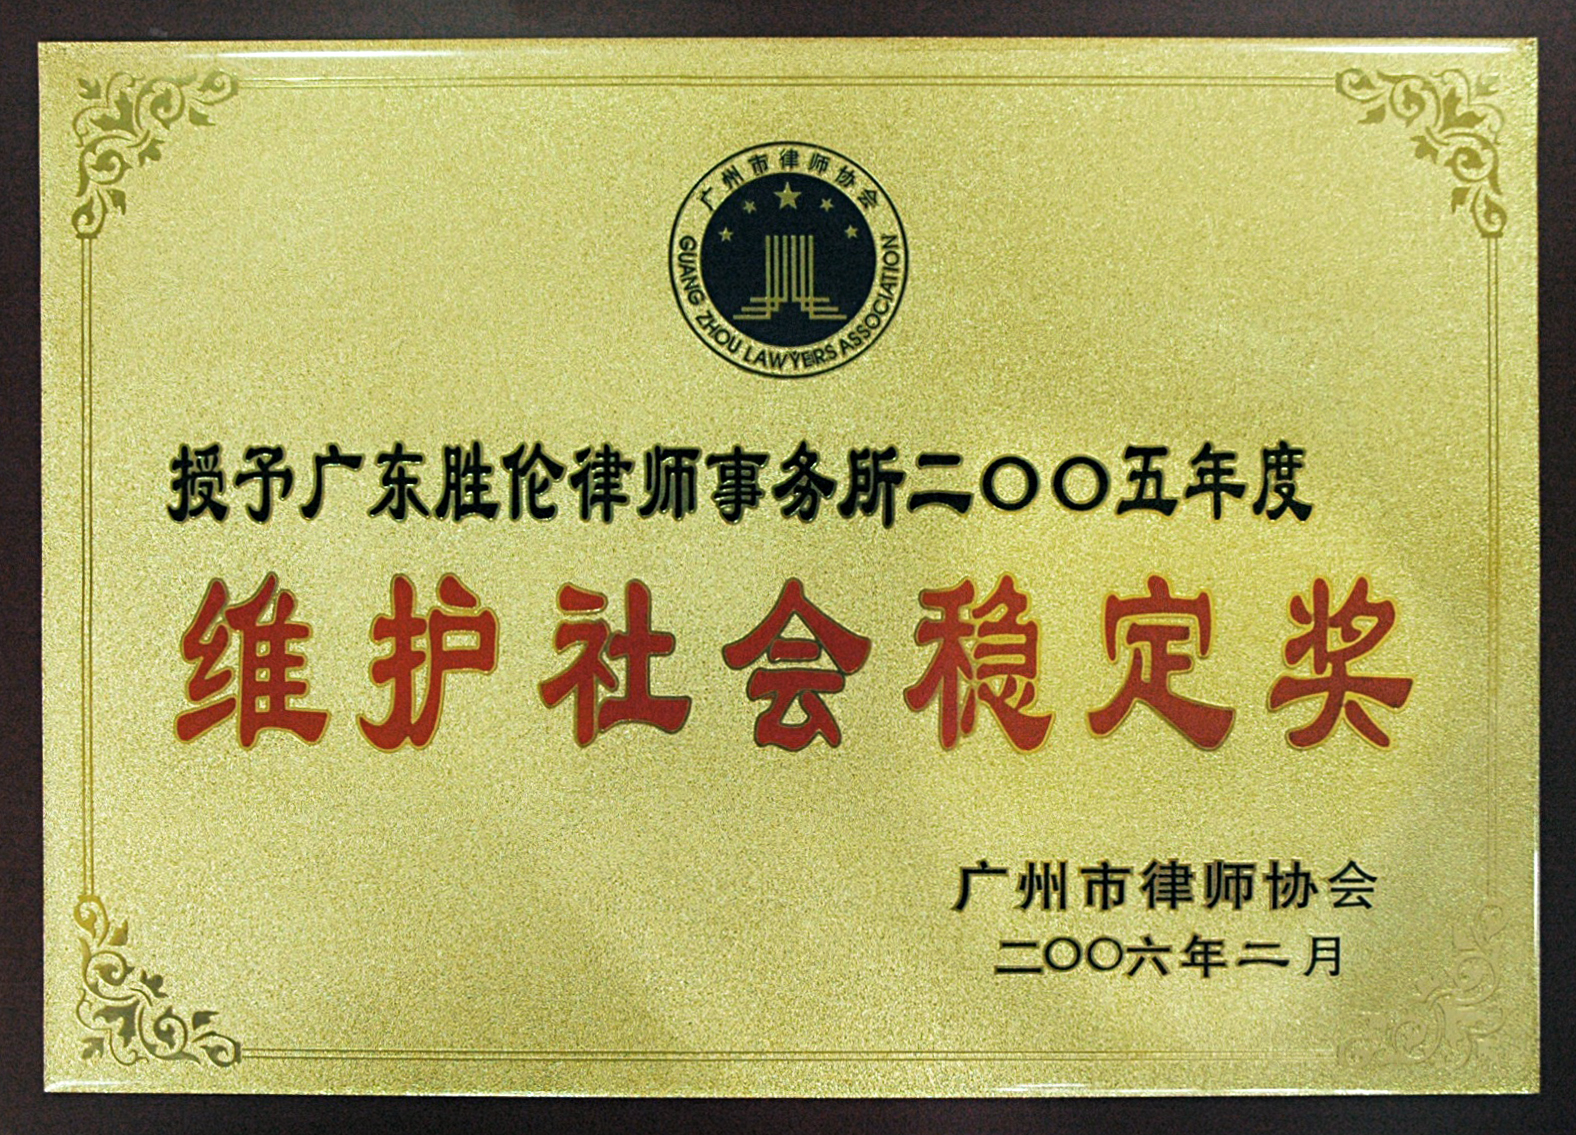 广州市律师协会
GUANG ZHOU LAWYERS ASSOCIATION
授予广东胜伦律师事务所二〇〇五年度
维护社会稳定奖
广州市律师协会
二〇〇六年二月